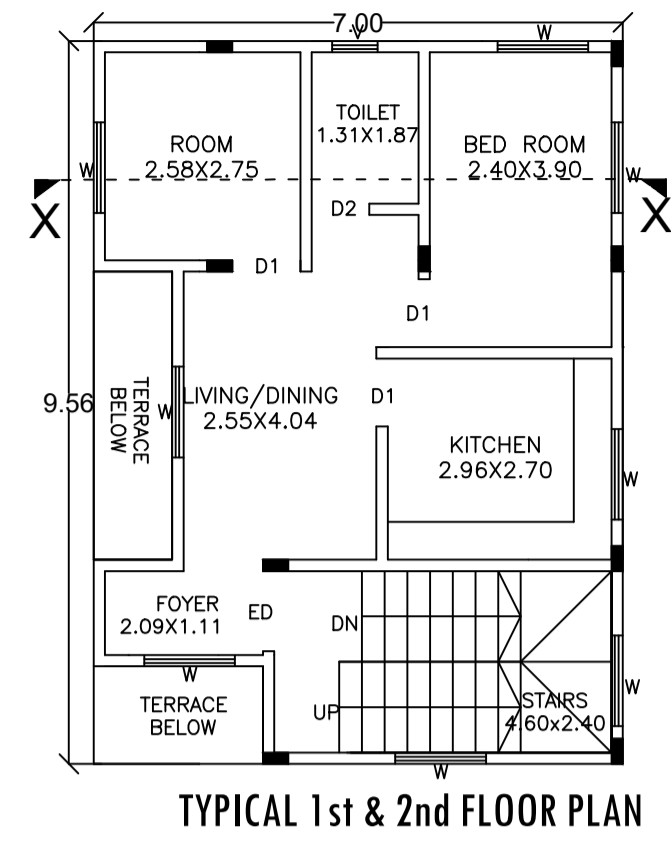 7.00
V
W
TOILET
1.31X1.87
ROOM
2.58X2.75
BED ROOM
2.40X3.90
W
W
X
X
D2
D1
D1
9.56
TERRACE
BELOW
W
LIVING/DINING
2.55X4.04
D1
KITCHEN
2.96X2.70
W
FOYER
2.09X1.11
ED
DN
W
TERRACE
BELOW
UP
STAIRS
4.60x2.40
W
W
TYPICAL 1st & 2nd FLOOR PLAN